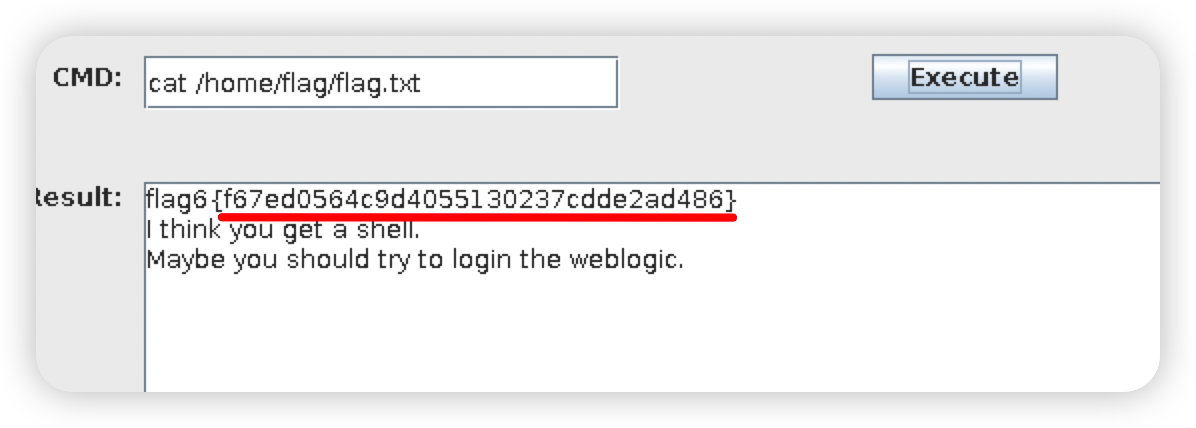 CMD: cat /home/flag/flag.txt Execute
Result: flag6{f67ed0564c9d4055130237cdde2ad486}
I think you get a shell.
Maybe you should try to login the weblogic.